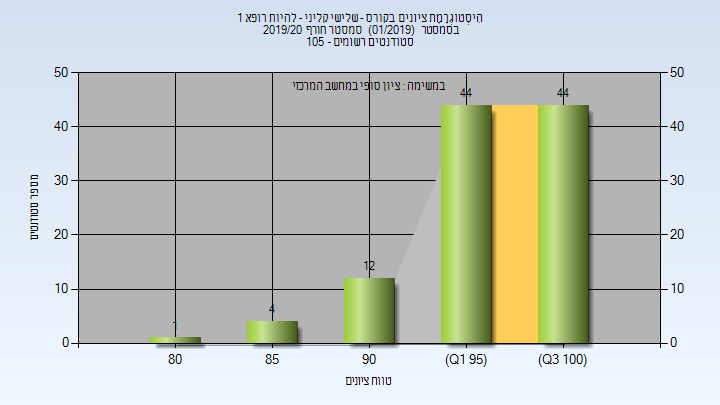 הִיסְטוֹגְרָמַת ציונים בקורס - שלישי קליני - להיות רופא 1
בסמסטר (01/2019) סמסטר חורף 2019/20
סטודנטים רשומים - 105
במשימה : ציון סופי במחשב המרכזי
מספר סטודנטים
50 50
40 40
30 30
20 20
10 10
0 0
1 4 12 44 44
80 85 90 (Q1 95) (Q3 100)
טווח ציונים